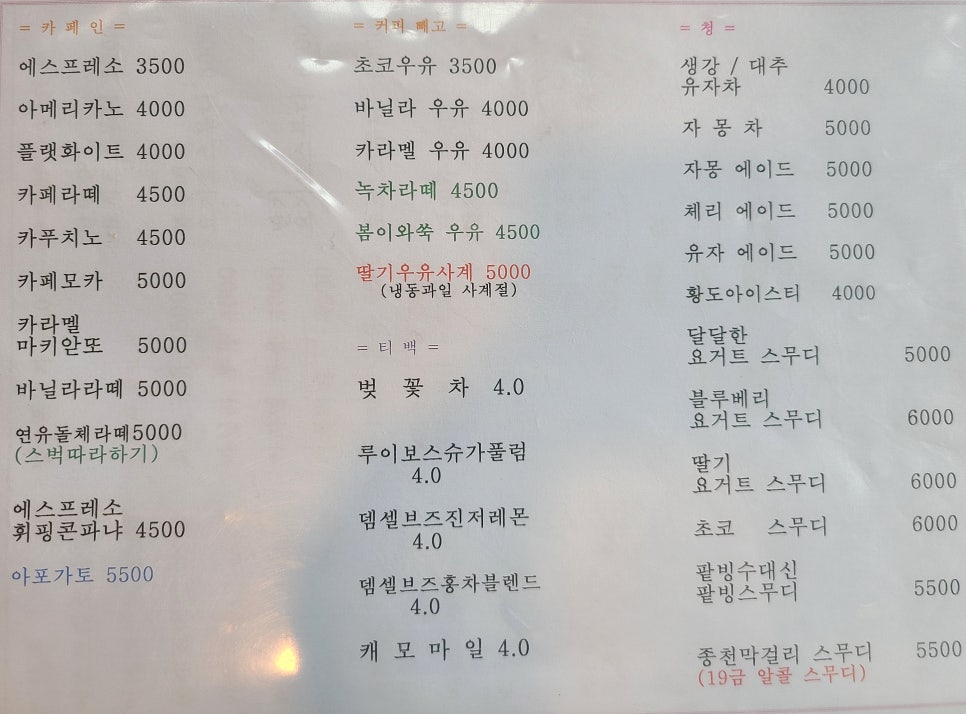 = 카 페 인 =
에스프레소 3500
아메리카노 4000
플랫화이트 4000
카페라떼 4500
카푸치노 4500
카페모카 5000
카라멜
마키앋또 5000
바닐라라떼 5000
연유돌체라떼5000
(스벅따라하기)
에스프레소
휘핑콘파냐 4500
아포가토 5500
= 커피 빼고 =
초코우유 3500
바닐라 우유 4000
카라멜 우유 4000
녹차라떼 4500
봄이와쑥 우유 4500
딸기우유사계 5000
(냉동과일 사계절)
= 티 백 =
벚 꽃 차 4.0
루이보스슈가풀럼
4.0
뎀셀브즈진저레몬
4.0
뎀셀브즈홍차블렌드
4.0
캐 모 마 일 4.0
= 청 =
생강 / 대추
유자차 4000
자 몽 차 5000
자몽 에이드 5000
체리 에이드 5000
유자 에이드 5000
황도아이스티 4000
달달한
요거트 스무디 5000
블루베리
요거트 스무디 6000
딸기
요거트 스무디 6000
초코 스무디 6000
팥빙수대신
팥빙스무디 5500
종천막걸리 스무디 5500
(19금 알콜 스무디)